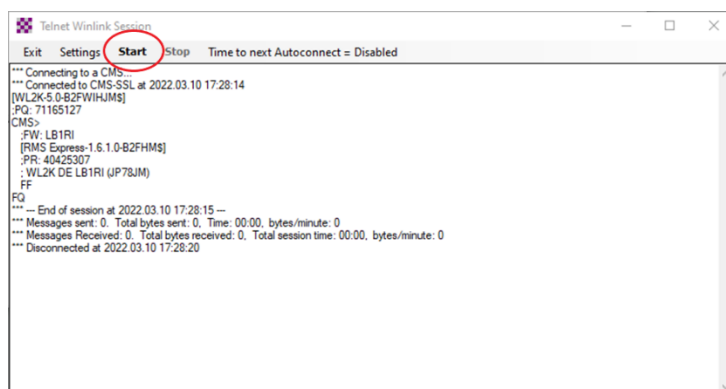 Telnet Winlink Session
Exit Settings Start Stop Time to next Autoconnect = Disabled
*** Connecting to a CMS...
*** Connected to CMS-SSL at 2022.03.10 17:28:14
[WL2K-5.0-B2FWIHJM$]
;PQ: 71165127
CMS>
;FW: LB1RI
[RMS Express-1.6.1.0-B2FHM$]
;PR: 40425307
; WL2K DE LB1RI (JP78JM)
FF
FQ
*** --- End of session at 2022.03.10 17:28:15 ---
*** Messages sent: 0. Total bytes sent: 0, Time: 00:00, bytes/minute: 0
*** Messages Received: 0. Total bytes received: 0, Total session time: 00:00, bytes/minute: 0
*** Disconnected at 2022.03.10 17:28:20